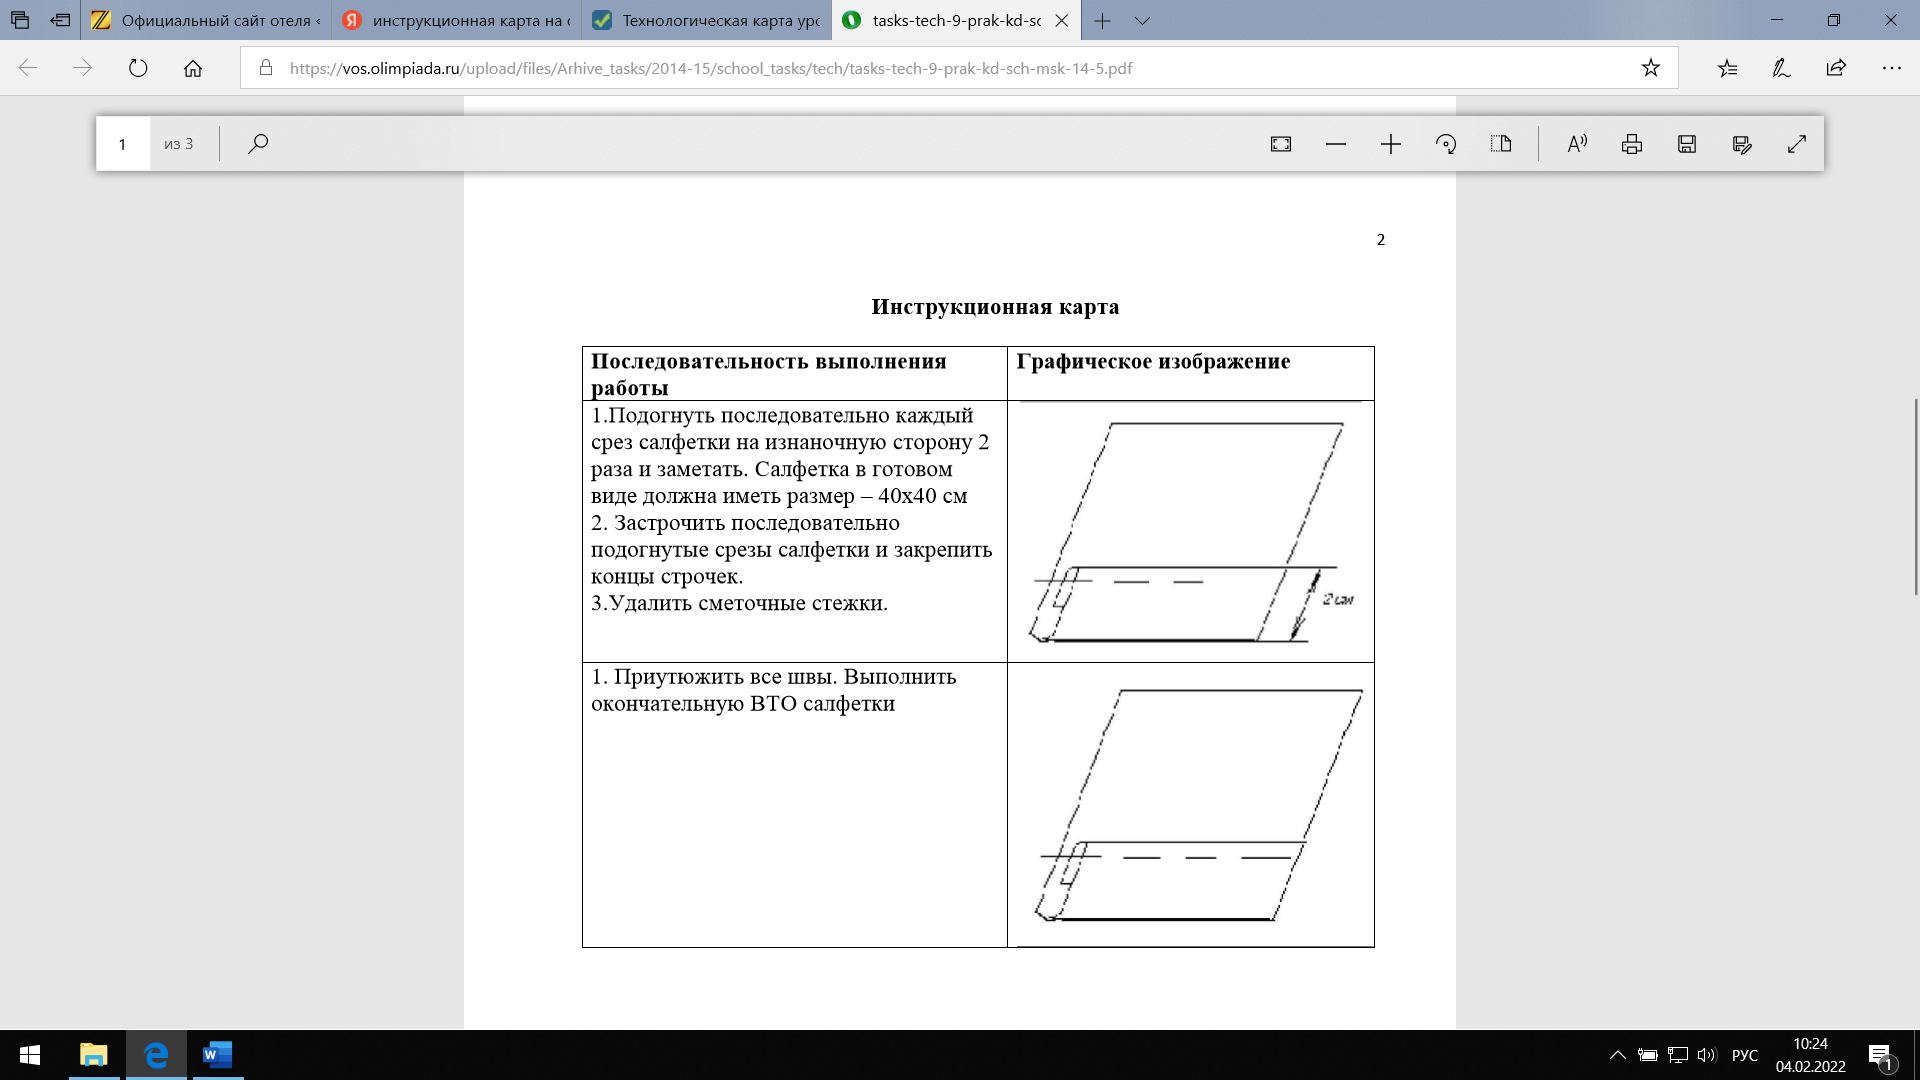 Официальный сайт отеля «
инструкционная карта на с
Технологическая карта уро
tasks-tech-9-prak-kd-sc
https://vos.olimpiada.ru/upload/files/Arhive_tasks/2014-15/school_tasks/tech/tasks-tech-9-prak-kd-sch-msk-14-5.pdf
1 из 3
2
Инструкционная карта
Последовательность выполнения
работы
Графическое изображение
1.Подогнуть последовательно каждый
срез салфетки на изнаночную сторону 2
раза и заметать. Салфетка в готовом
виде должна иметь размер – 40х40 см
2. Застрочить последовательно
подогнутые срезы салфетки и закрепить
концы строчек.
3.Удалить сметочные стежки.
2 см
1. Приутюжить все швы. Выполнить
окончательную ВТО салфетки
РУС
10:24
04.02.2022
1